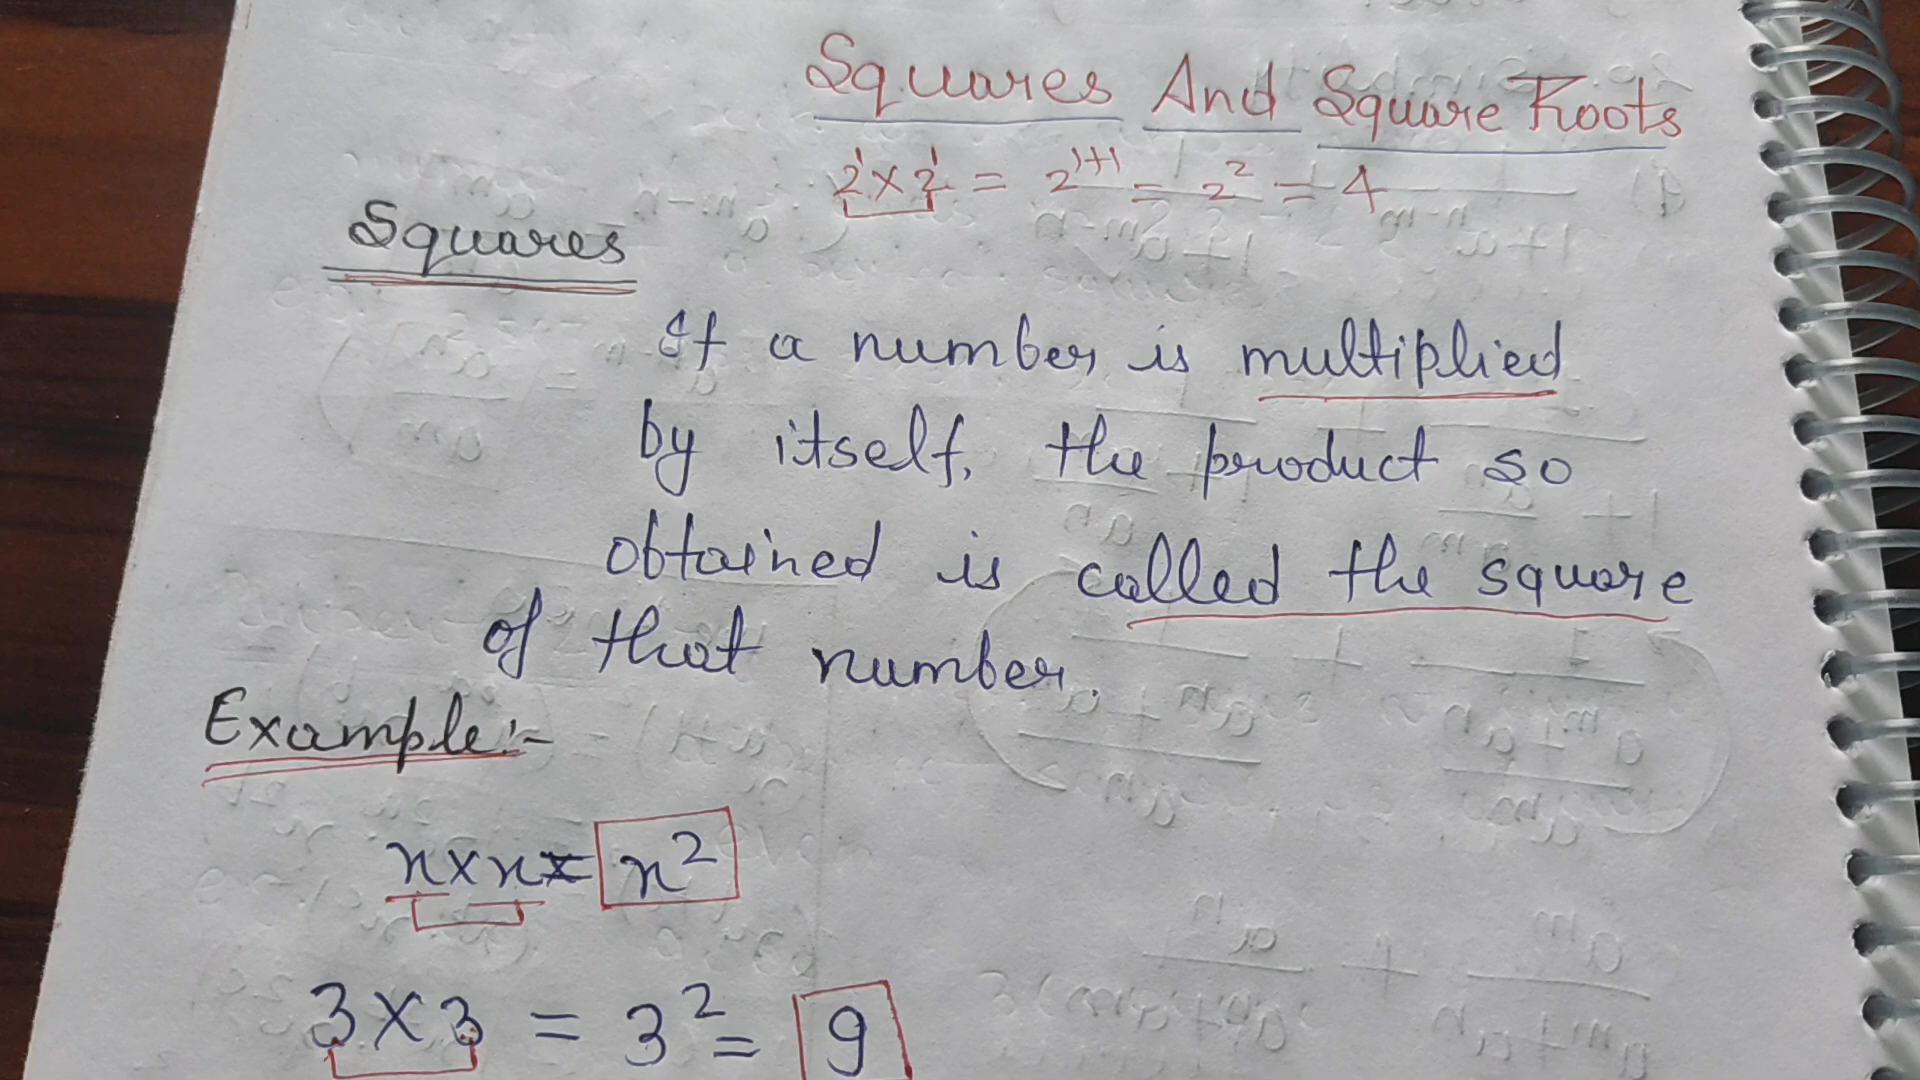 Squares And Square Roots
2¹ × 2¹ = 2¹⁺¹ = 2² = 4
Squares
If a number is multiplied
by itself, the product so
obtained is called the square
of that number.
Example:-
n×n= n²
3×3 = 3² = 9